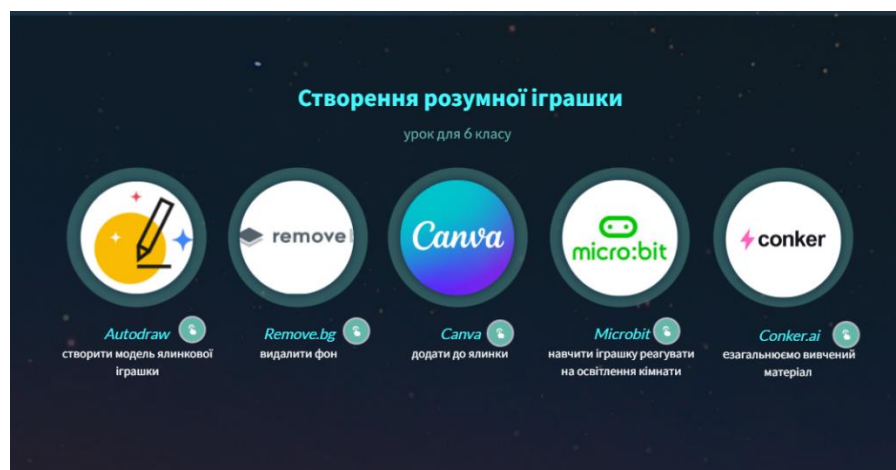 Створення розумної іграшки
урок для 6 класу
remove
Canva
micro:bit
conker
Autodraw
створити модель ялинкової
іграшки
Remove.bg
видалити фон
Canva
додати до ялинки
Microbit
навчити іграшку реагувати
на освітлення кімнати
Conker.ai
езагальнюємо вивчений
матеріал